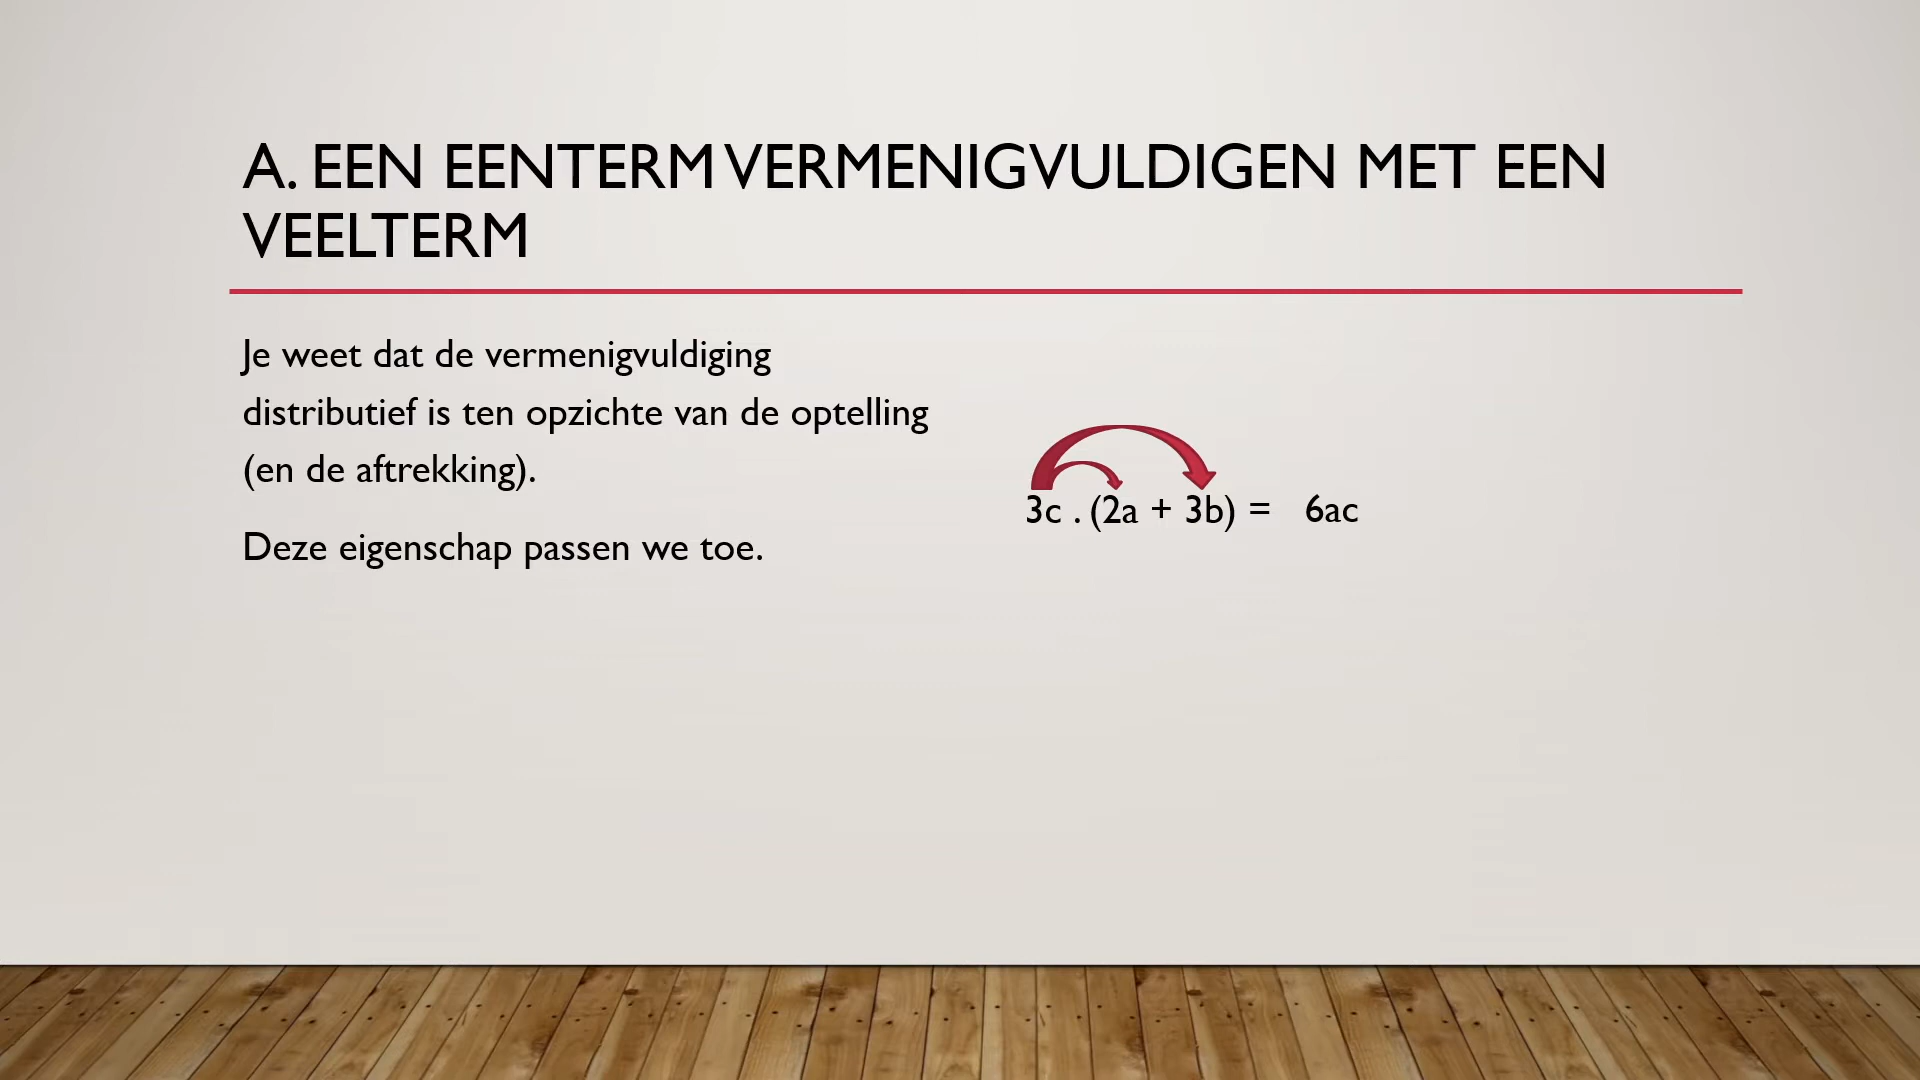 A. EEN EENTERM VERMENIGVULDIGEN MET EEN
VEELTERM
Je weet dat de vermenigvuldiging
distributief is ten opzichte van de optelling
(en de aftrekking).
Deze eigenschap passen we toe.
3c . (2a + 3b) = 6ac